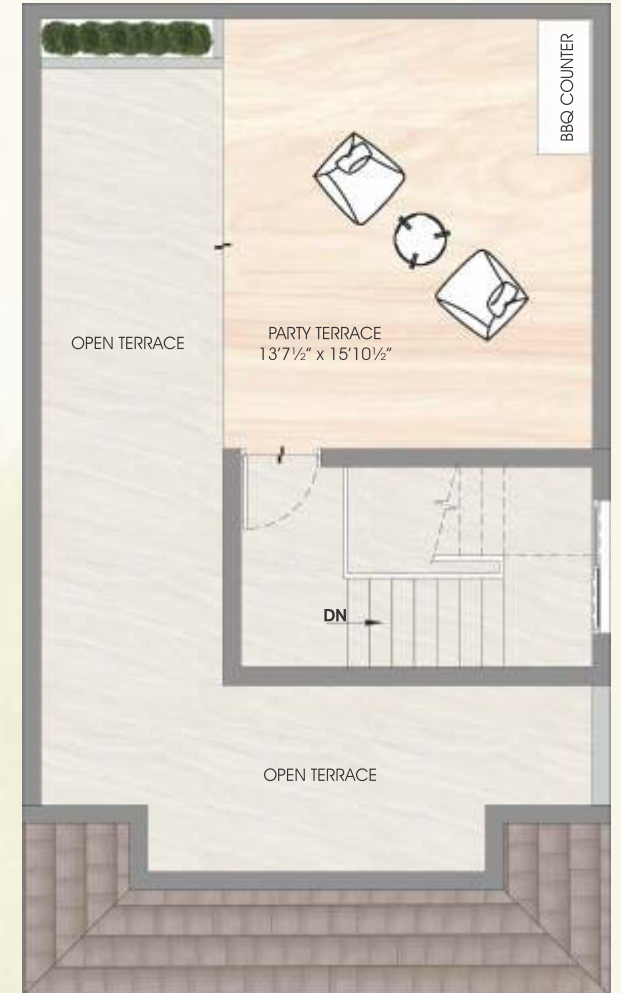 BBQ COUNTER
OPEN TERRACE
PARTY TERRACE
13’7½” x 15’10½”
DN
OPEN TERRACE